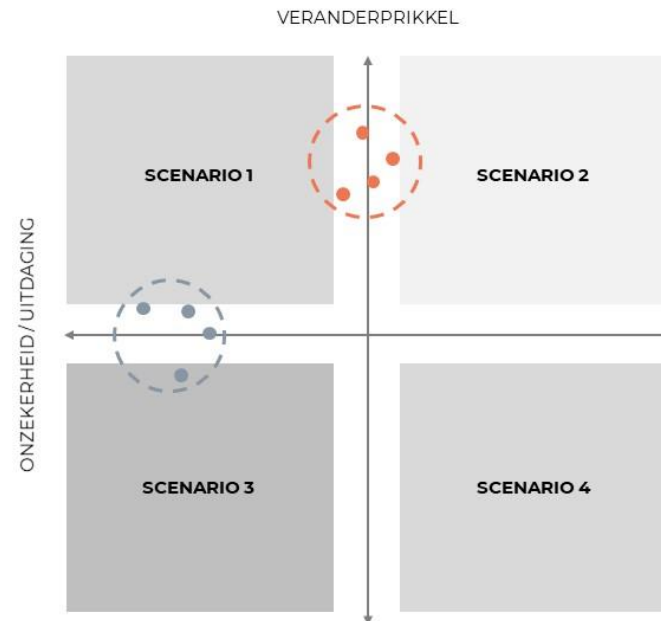 VERANDERPRIKKEL
SCENARIO 1
SCENARIO 2
ONZEKERHEID / UITDAGING
SCENARIO 3
SCENARIO 4